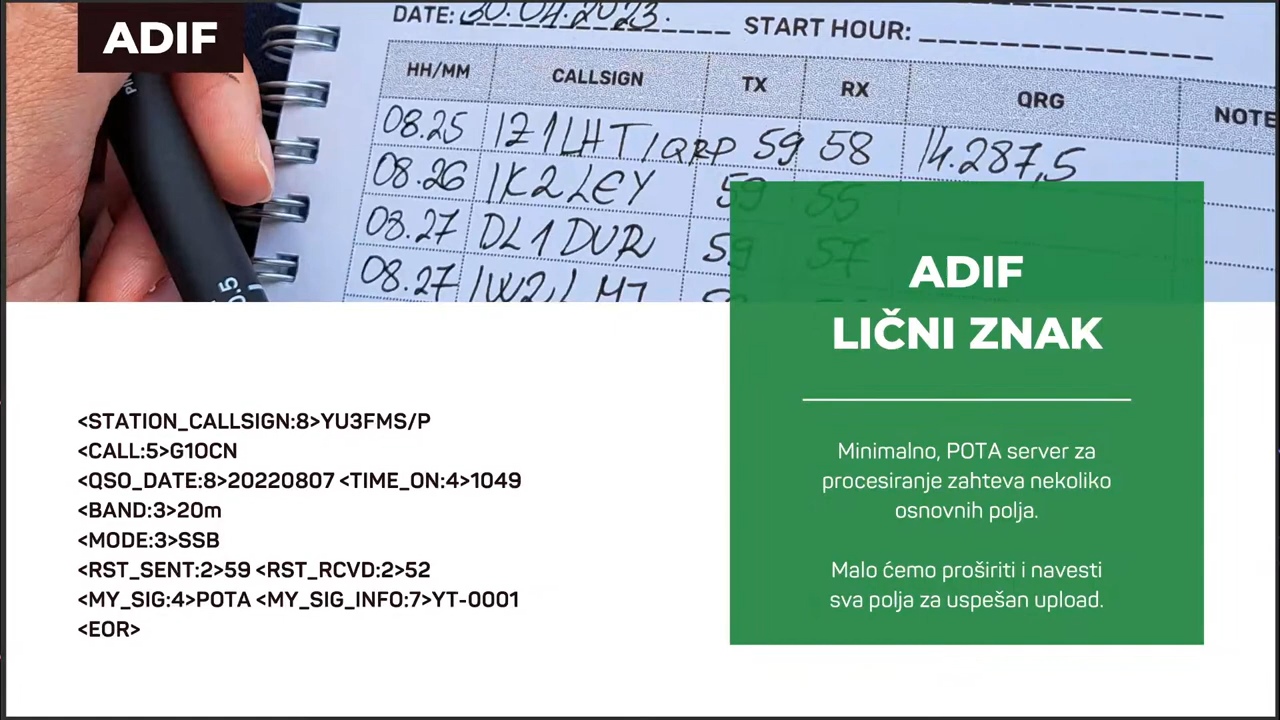 ADIF
DATE: 30.04.2023.
START HOUR:
HH/MM CALLSIGN TX RX QRG NOTE
08.25 IZ1LHT/QRP 59 58 14.287,5
08.26 IK2LEY 59 55
08.27 DL1DUR 59 57
08.27
ADIF
LIČNI ZNAK
<STATION_CALLSIGN:8>YU3FMS/P
<CALL:5>G1OCN
<QSO_DATE:8>20220807 <TIME_ON:4>1049
<BAND:3>20m
<MODE:3>SSB
<RST_SENT:2>59 <RST_RCVD:2>52
<MY_SIG:4>POTA <MY_SIG_INFO:7>YT-0001
<EOR>
Minimalno, POTA server za
procesiranje zahteva nekoliko
osnovnih polja.
Malo ćemo proširiti i navesti
sva polja za uspešan upload.